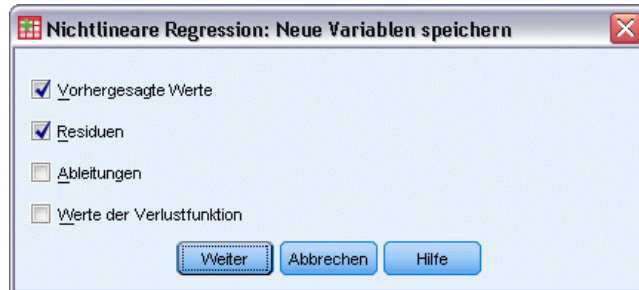 Nichtlineare Regression: Neue Variablen speichern
Vorhergesagte Werte
Residuen
Ableitungen
Werte der Verlustfunktion
Weiter Abbrechen Hilfe